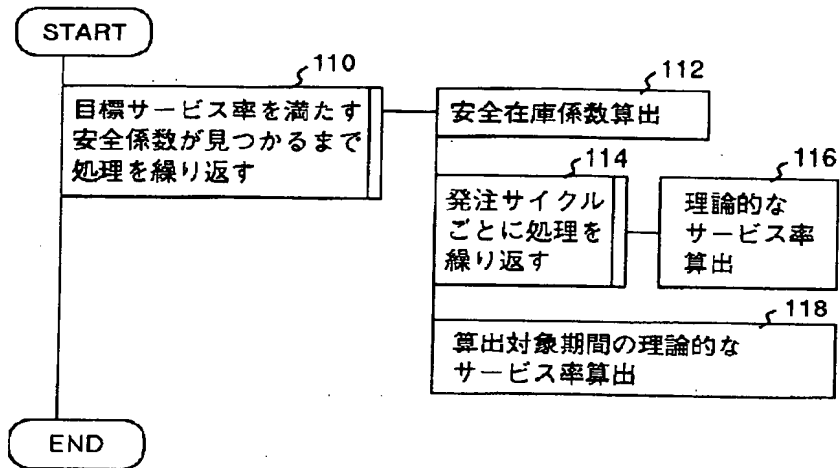 START
110
目標サービス率を満たす
安全係数が見つかるまで
処理を繰り返す
112
安全在庫係数算出
114
発注サイクル
ごとに処理を
繰り返す
116
理論的な
サービス率
算出
118
算出対象期間の理論的な
サービス率算出
END